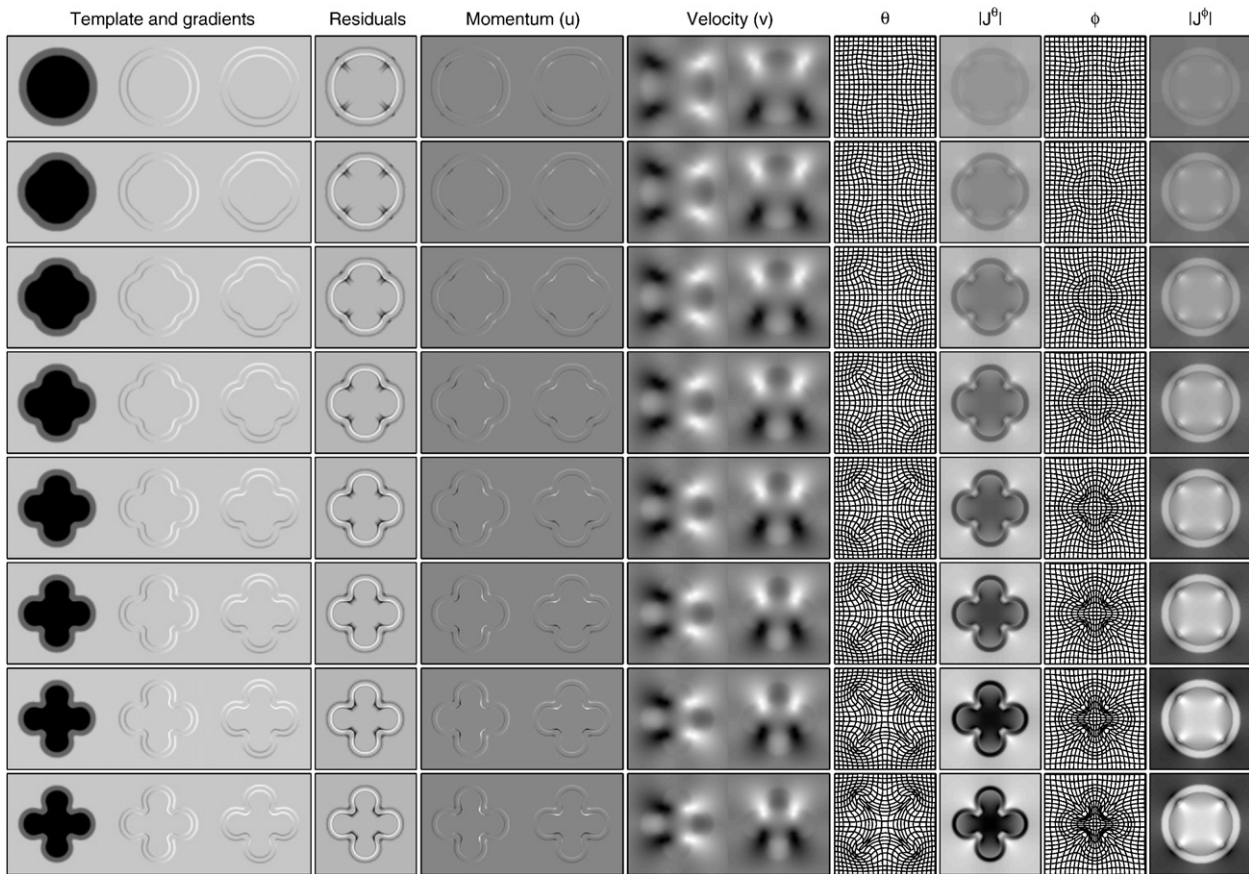 Template and gradients Residuals Momentum (u) Velocity (v) θ |J^θ| ϕ |J^ϕ|